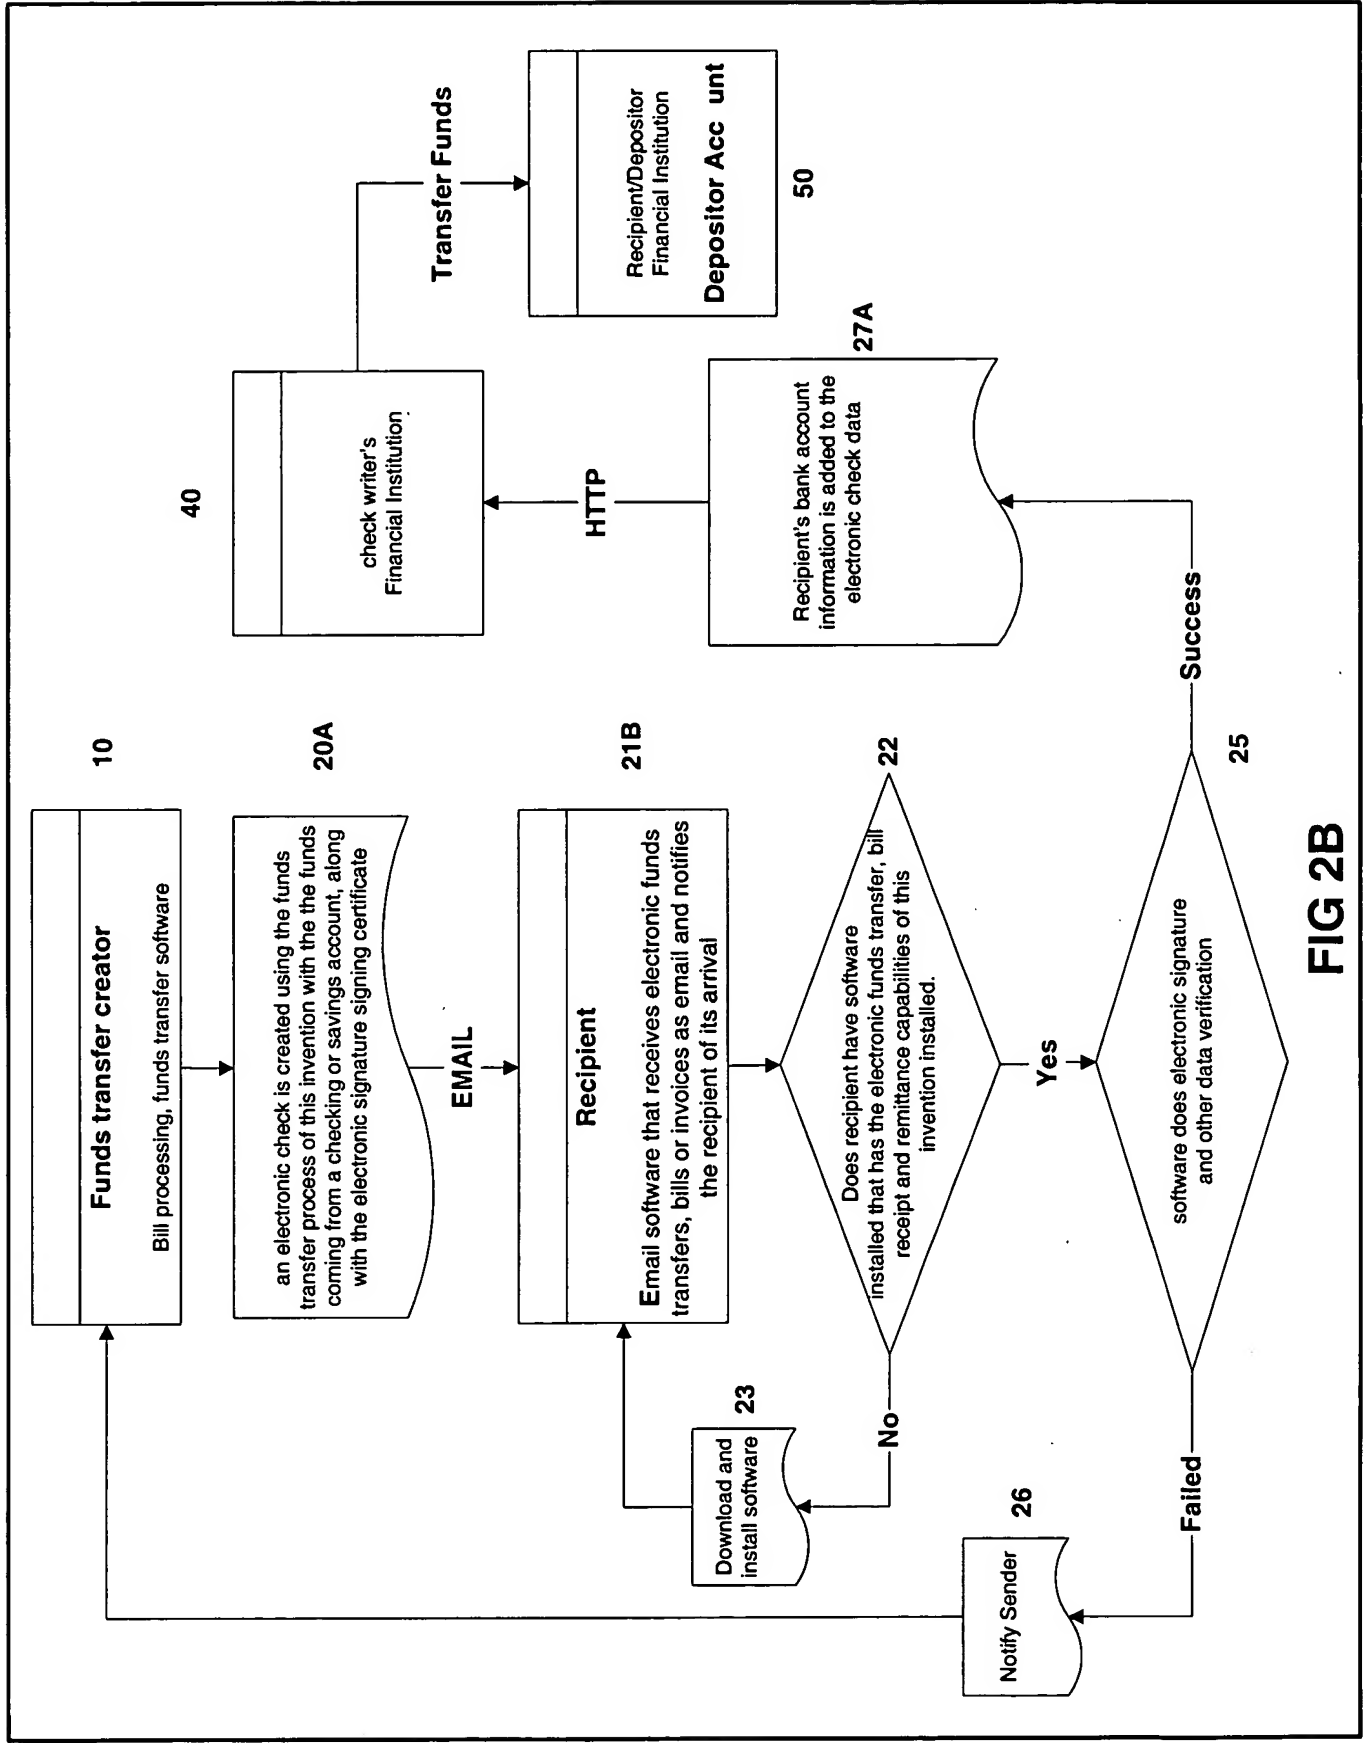 10
Funds transfer creator
Bill processing, funds transfer software
20A
an electronic check is created using the funds
transfer process of this invention with the the funds
coming from a checking or savings account, along
with the electronic signature signing certificate
EMAIL
21B
Recipient
Email software that receives electronic funds
transfers, bills or invoices as email and notifies
the recipient of its arrival
22
Does recipient have software
installed that has the electronic funds transfer, bill
receipt and remittance capabilities of this
invention installed.
No
23
Download and
install software
Yes
25
software does electronic signature
and other data verification
Failed
26
Notify Sender
Success
27A
Recipient's bank account
information is added to the
electronic check data
HTTP
40
check writer's
Financial Institution
Transfer Funds
Recipient/Depositor
Financial Institution
Depositor Acc unt
50
FIG 2B